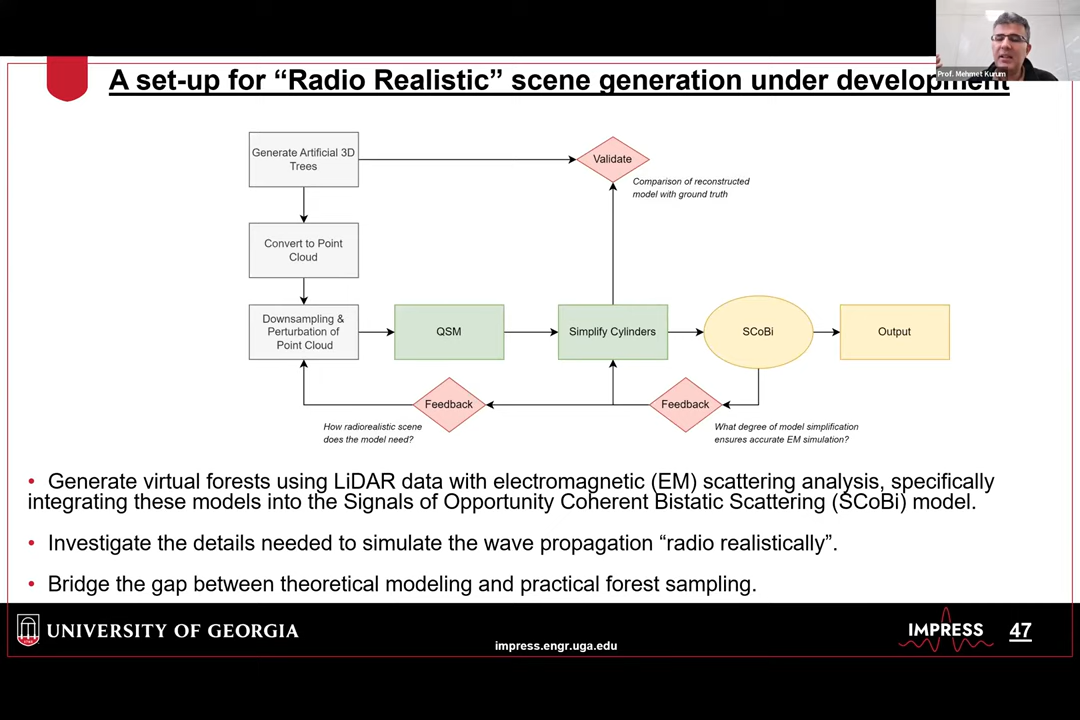 Prof. Mehmet Kurum
A set-up for “Radio Realistic” scene generation under development
Generate Artificial 3D
Trees
Validate
Comparison of reconstructed
model with ground truth
Convert to Point
Cloud
Downsampling &
Perturbation of
Point Cloud
QSM
Simplify Cylinders
SCoBi
Output
Feedback
Feedback
How radiorealistic scene
does the model need?
What degree of model simplification
ensures accurate EM simulation?
• Generate virtual forests using LiDAR data with electromagnetic (EM) scattering analysis, specifically
integrating these models into the Signals of Opportunity Coherent Bistatic Scattering (SCoBi) model.
• Investigate the details needed to simulate the wave propagation “radio realistically”.
• Bridge the gap between theoretical modeling and practical forest sampling.
UNIVERSITY OF GEORGIA
impress.engr.uga.edu
IMPRESS
47